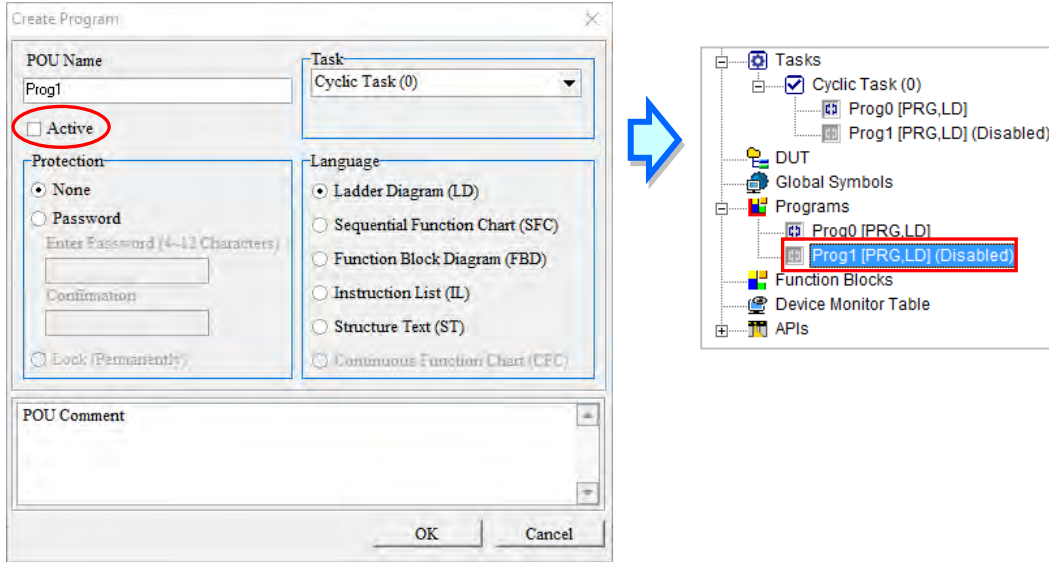 Create Program
POU Name
Prog1
Active
Task
Cyclic Task (0)
Protection
None
Password
Enter Password (4~12 Characters)
Confirmation
Lock (Permanently)
Language
Ladder Diagram (LD)
Sequential Function Chart (SFC)
Function Block Diagram (FBD)
Instruction List (IL)
Structure Text (ST)
Continuous Function Chart (CFC)
POU Comment
OK
Cancel
Tasks
Cyclic Task (0)
Prog0 [PRG,LD]
Prog1 [PRG,LD] (Disabled)
DUT
Global Symbols
Programs
Prog0 [PRG,LD]
Prog1 [PRG,LD] (Disabled)
Function Blocks
Device Monitor Table
APIs